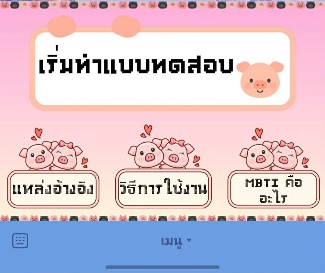 เริ่มทำแบบทดสอบ
แหล่งอ้างอิง
วิธีการใช้งาน
MBTI คือ
อะไร
เมนู